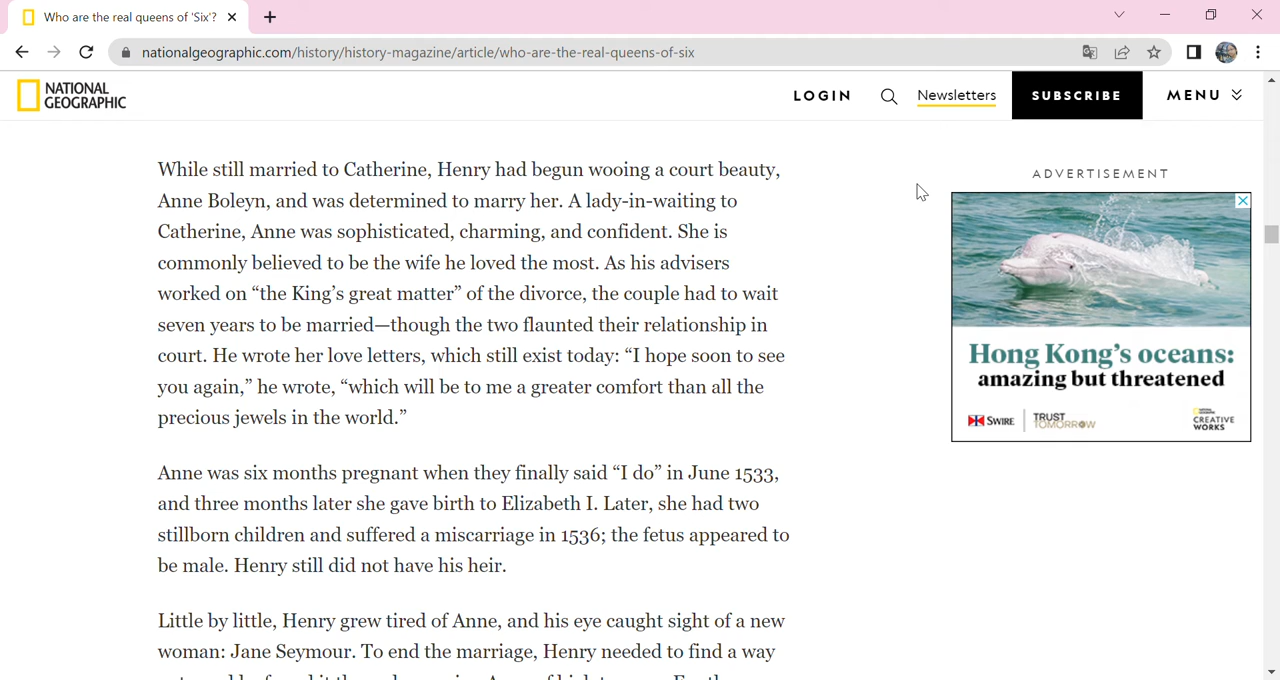 Who are the real queens of 'Six'?
nationalgeographic.com/history/history-magazine/article/who-are-the-real-queens-of-six
NATIONAL
GEOGRAPHIC
LOGIN
Newsletters
SUBSCRIBE
MENU
While still married to Catherine, Henry had begun wooing a court beauty,
Anne Boleyn, and was determined to marry her. A lady-in-waiting to
Catherine, Anne was sophisticated, charming, and confident. She is
commonly believed to be the wife he loved the most. As his advisers
worked on “the King’s great matter” of the divorce, the couple had to wait
seven years to be married—though the two flaunted their relationship in
court. He wrote her love letters, which still exist today: “I hope soon to see
you again,” he wrote, “which will be to me a greater comfort than all the
precious jewels in the world.”
Anne was six months pregnant when they finally said “I do” in June 1533,
and three months later she gave birth to Elizabeth I. Later, she had two
stillborn children and suffered a miscarriage in 1536; the fetus appeared to
be male. Henry still did not have his heir.
Little by little, Henry grew tired of Anne, and his eye caught sight of a new
woman: Jane Seymour. To end the marriage, Henry needed to find a way
ADVERTISEMENT
Hong Kong's oceans:
amazing but threatened
SWIRE
TRUST
TOMORROW
NATIONAL GEOGRAPHIC
CREATIVE
WORKS